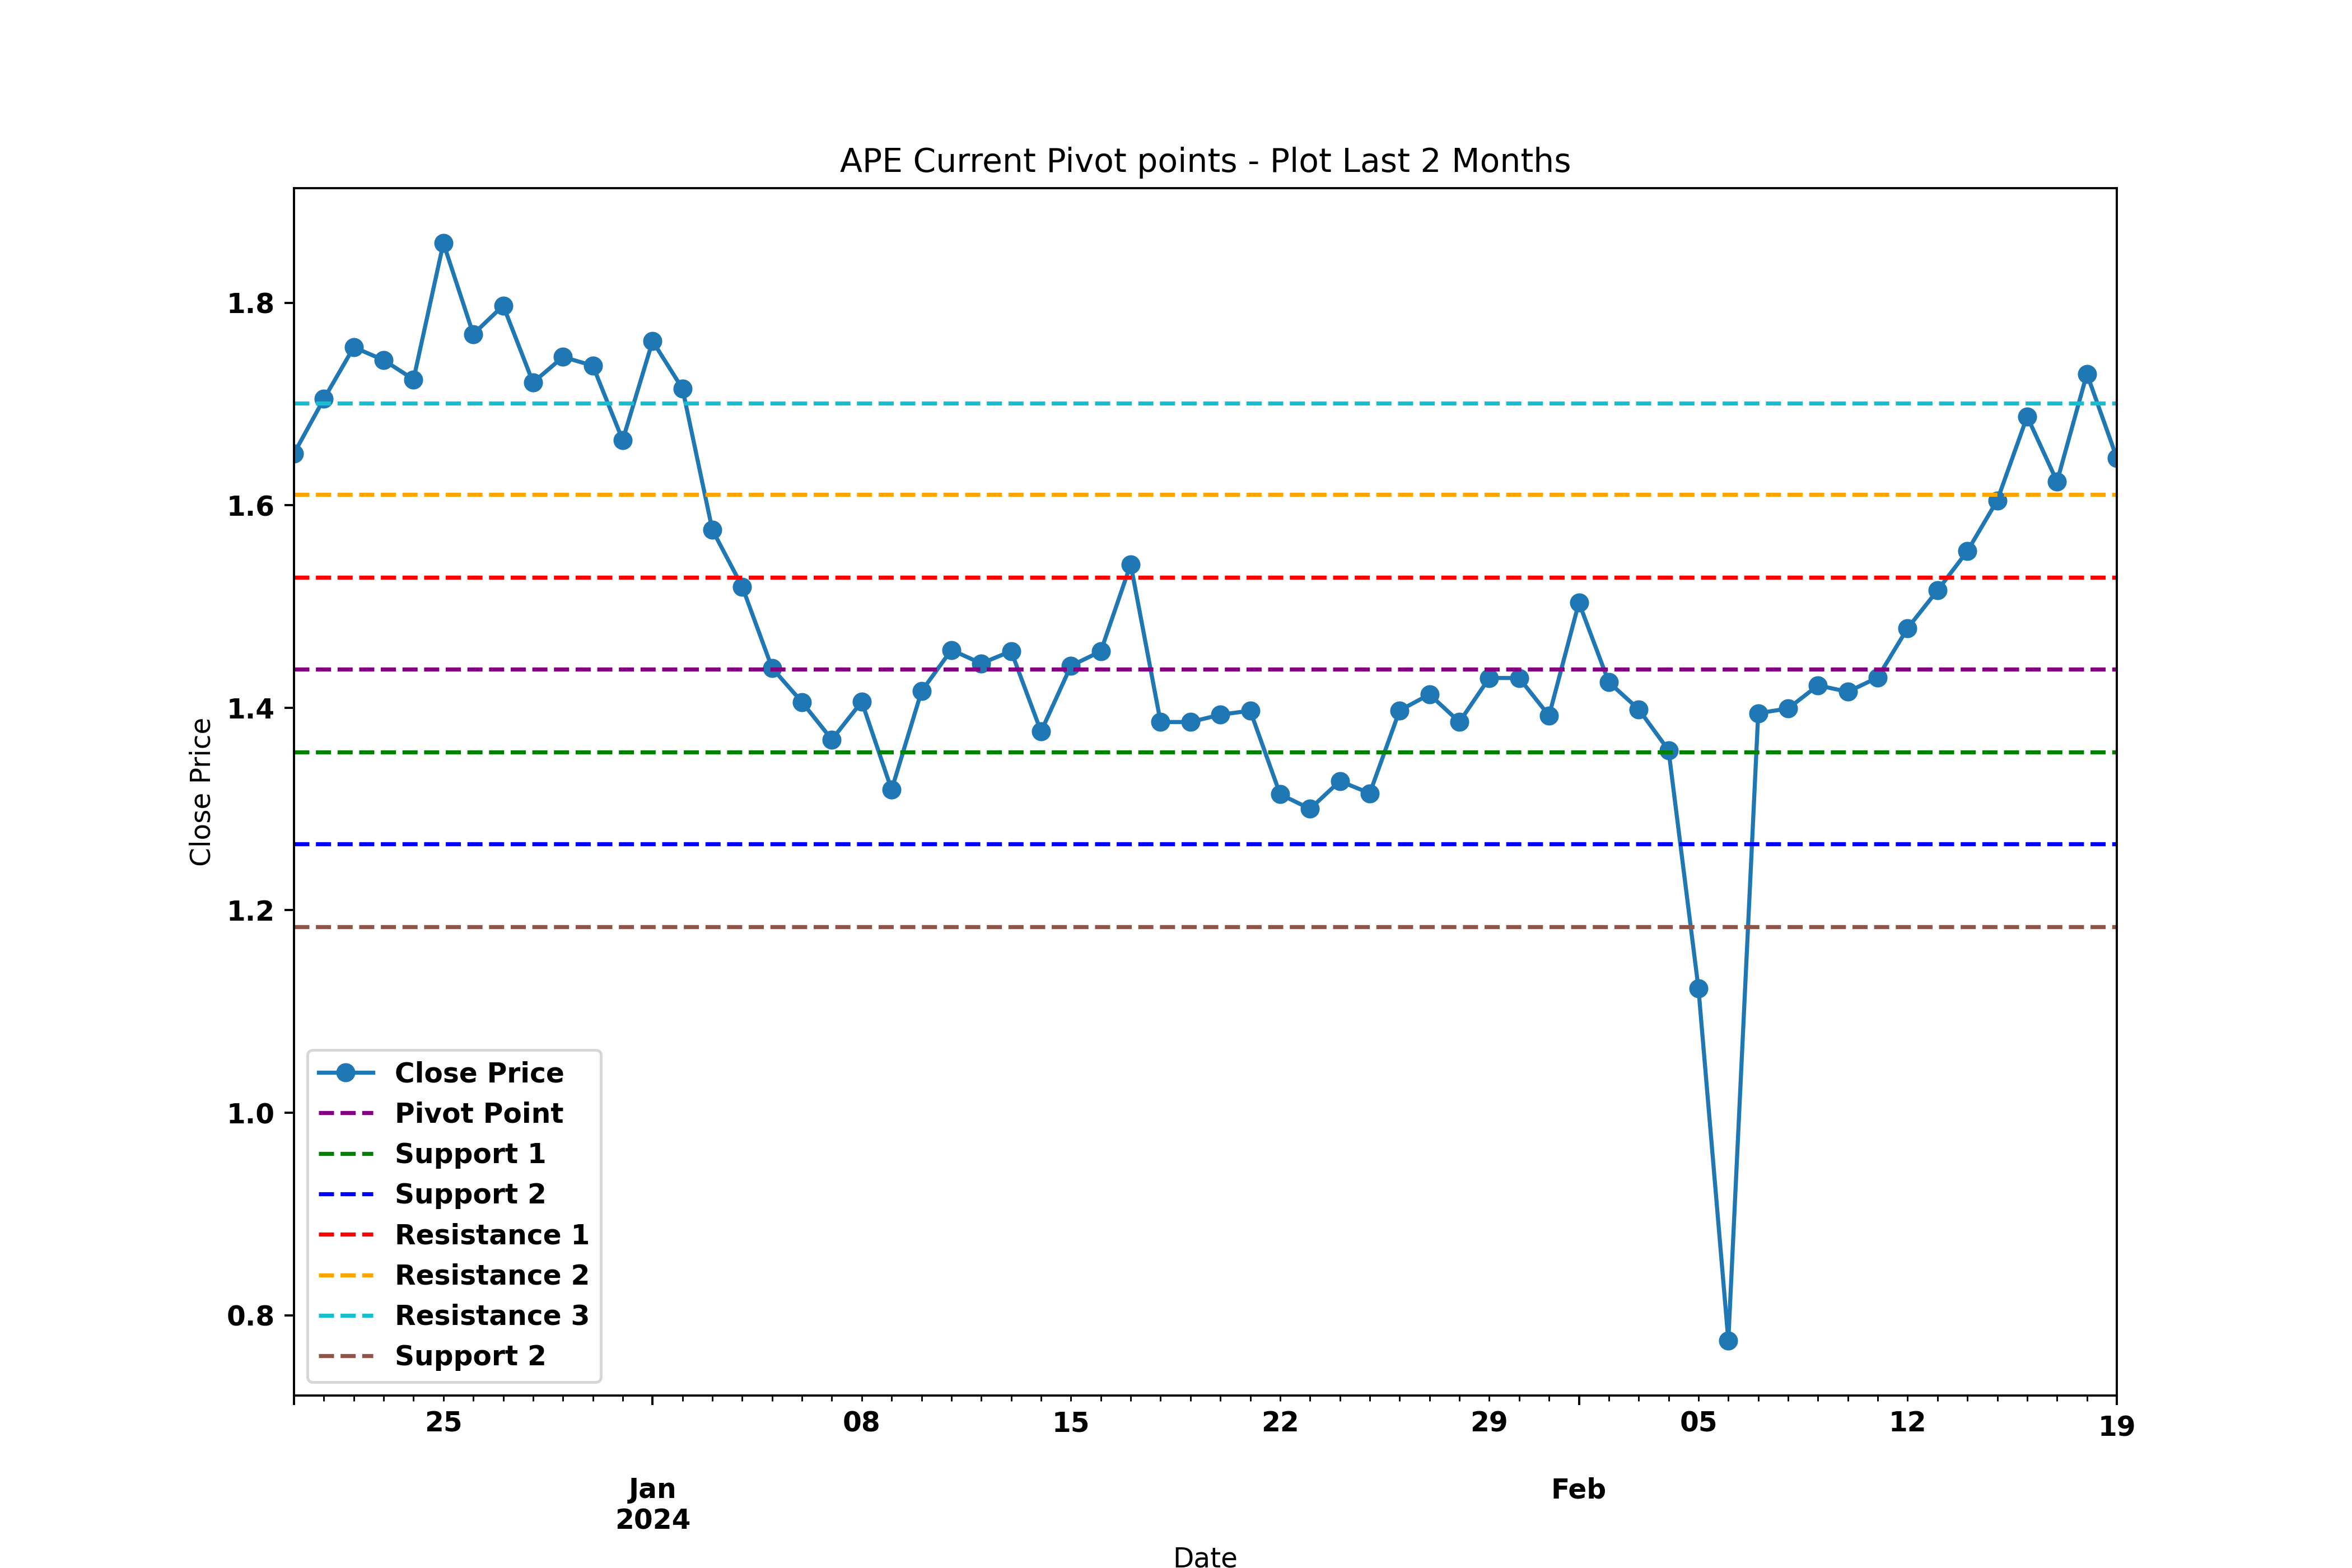 APE Current Pivot points - Plot Last 2 Months
1.8
1.6
1.4
1.2
1.0
0.8
Close Price
Close Price
Pivot Point
Support 1
Support 2
Resistance 1
Resistance 2
Resistance 3
Support 2
25 08 15 22 29 05 12 19
Jan Feb
2024
Date